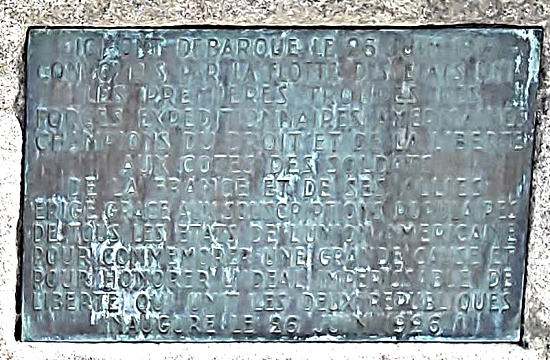 ICI ONT DEBARQUE LE 26 JUIN
CONVOYEES PAR LA FLOTTE DES ETATS UNIS
LES PREMIERES TROUPES DES
FORCES EXPEDITIONNAIRES AMERICAINES
CHAMPIONS DU DROIT ET DE LA LIBERTE
AUX COTES DES SOLDATS
DE LA FRANCE ET DE SES ALLIES
ERIGE GRACE AUX SOUSCRIPTIONS POPULAIRES
DE TOUS LES ETATS DE L'UNION AMERICAINE
POUR COMMEMORER UNE GRANDE CAUSE ET
POUR HONORER L'IDEAL IMPERISSABLE DE
LIBERTE QUI UNIT LES DEUX REPUBLIQUES
INAUGURE LE 26 JUIN 1926